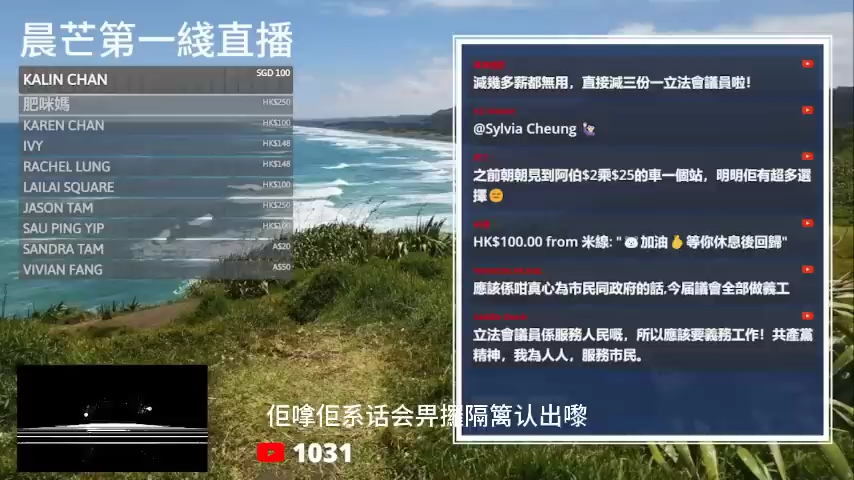 晨芒第一綫直播
KALIN CHAN SGD 100
肥咪媽 HK$250
KAREN CHAN HK$100
IVY HK$148
RACHEL LUNG HK$148
LAILAI SQUARE HK$100
JASON TAM HK$250
SAU PING YIP HK$100
SANDRA TAM A$20
VIVIAN FANG A$50
減幾多薪都無用，直接減三份一立法會議員啦！
@Sylvia Cheung 🙋🏻
之前朝朝見到阿伯$2乘$25的車一個站，明明佢有超多選
擇😑
HK$100.00 from 米線: "🐵加油💪等你休息後回歸"
應該係咁真心為市民同政府的話,今届議會全部做義工
立法會議員係服務人民嘅，所以應該要義務工作！共產黨
精神，我為人人，服務市民。
佢嗱佢系话会畀攞隔篱认出嚟
1031